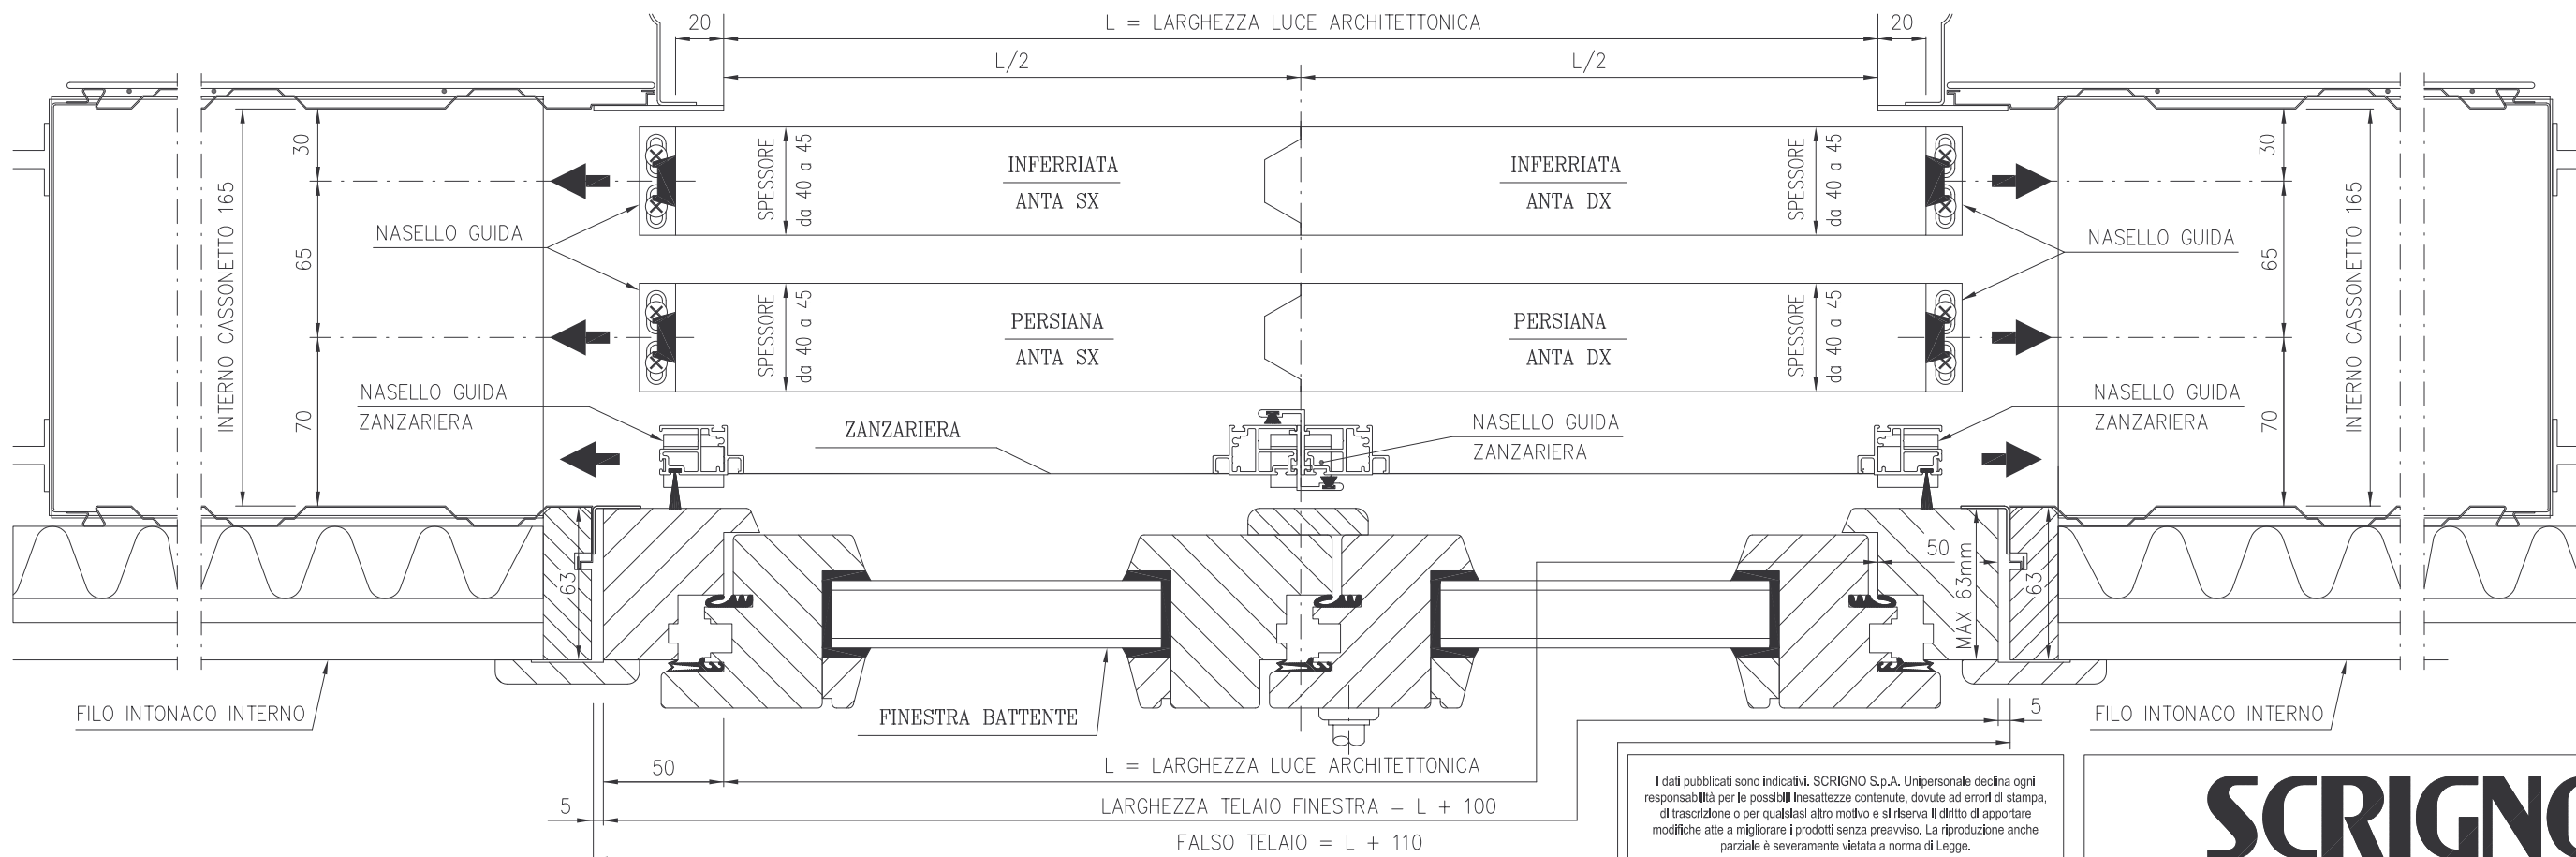 20
L = LARGHEZZA LUCE ARCHITETTONICA
20
L/2
L/2
30
65
70
INTERNO CASSONETTO 165
NASELLO GUIDA
NASELLO GUIDA
ZANZARIERA
SPESSORE
da 40 a 45
INFERRIATA
ANTA SX
INFERRIATA
ANTA DX
SPESSORE
da 40 a 45
SPESSORE
da 40 a 45
PERSIANA
ANTA SX
PERSIANA
ANTA DX
SPESSORE
da 40 a 45
30
65
70
INTERNO CASSONETTO 165
NASELLO GUIDA
NASELLO GUIDA
ZANZARIERA
ZANZARIERA
NASELLO GUIDA
ZANZARIERA
63
50
MAX 63mm
63
FILO INTONACO INTERNO
FINESTRA BATTENTE
5
FILO INTONACO INTERNO
50
L = LARGHEZZA LUCE ARCHITETTONICA
5
LARGHEZZA TELAIO FINESTRA = L + 100
FALSO TELAIO = L + 110
I dati pubblicati sono indicativi. SCRIGNO S.p.A. Unipersonale declina ogni
responsabilità per le possibili inesattezze contenute, dovute ad errori di stampa,
di trascrizione o per qualsiasi altro motivo e si riserva il diritto di apportare
modifiche atte a migliorare i prodotti senza preavviso. La riproduzione anche
parziale è severamente vietata a norma di Legge.
SCRIGNO